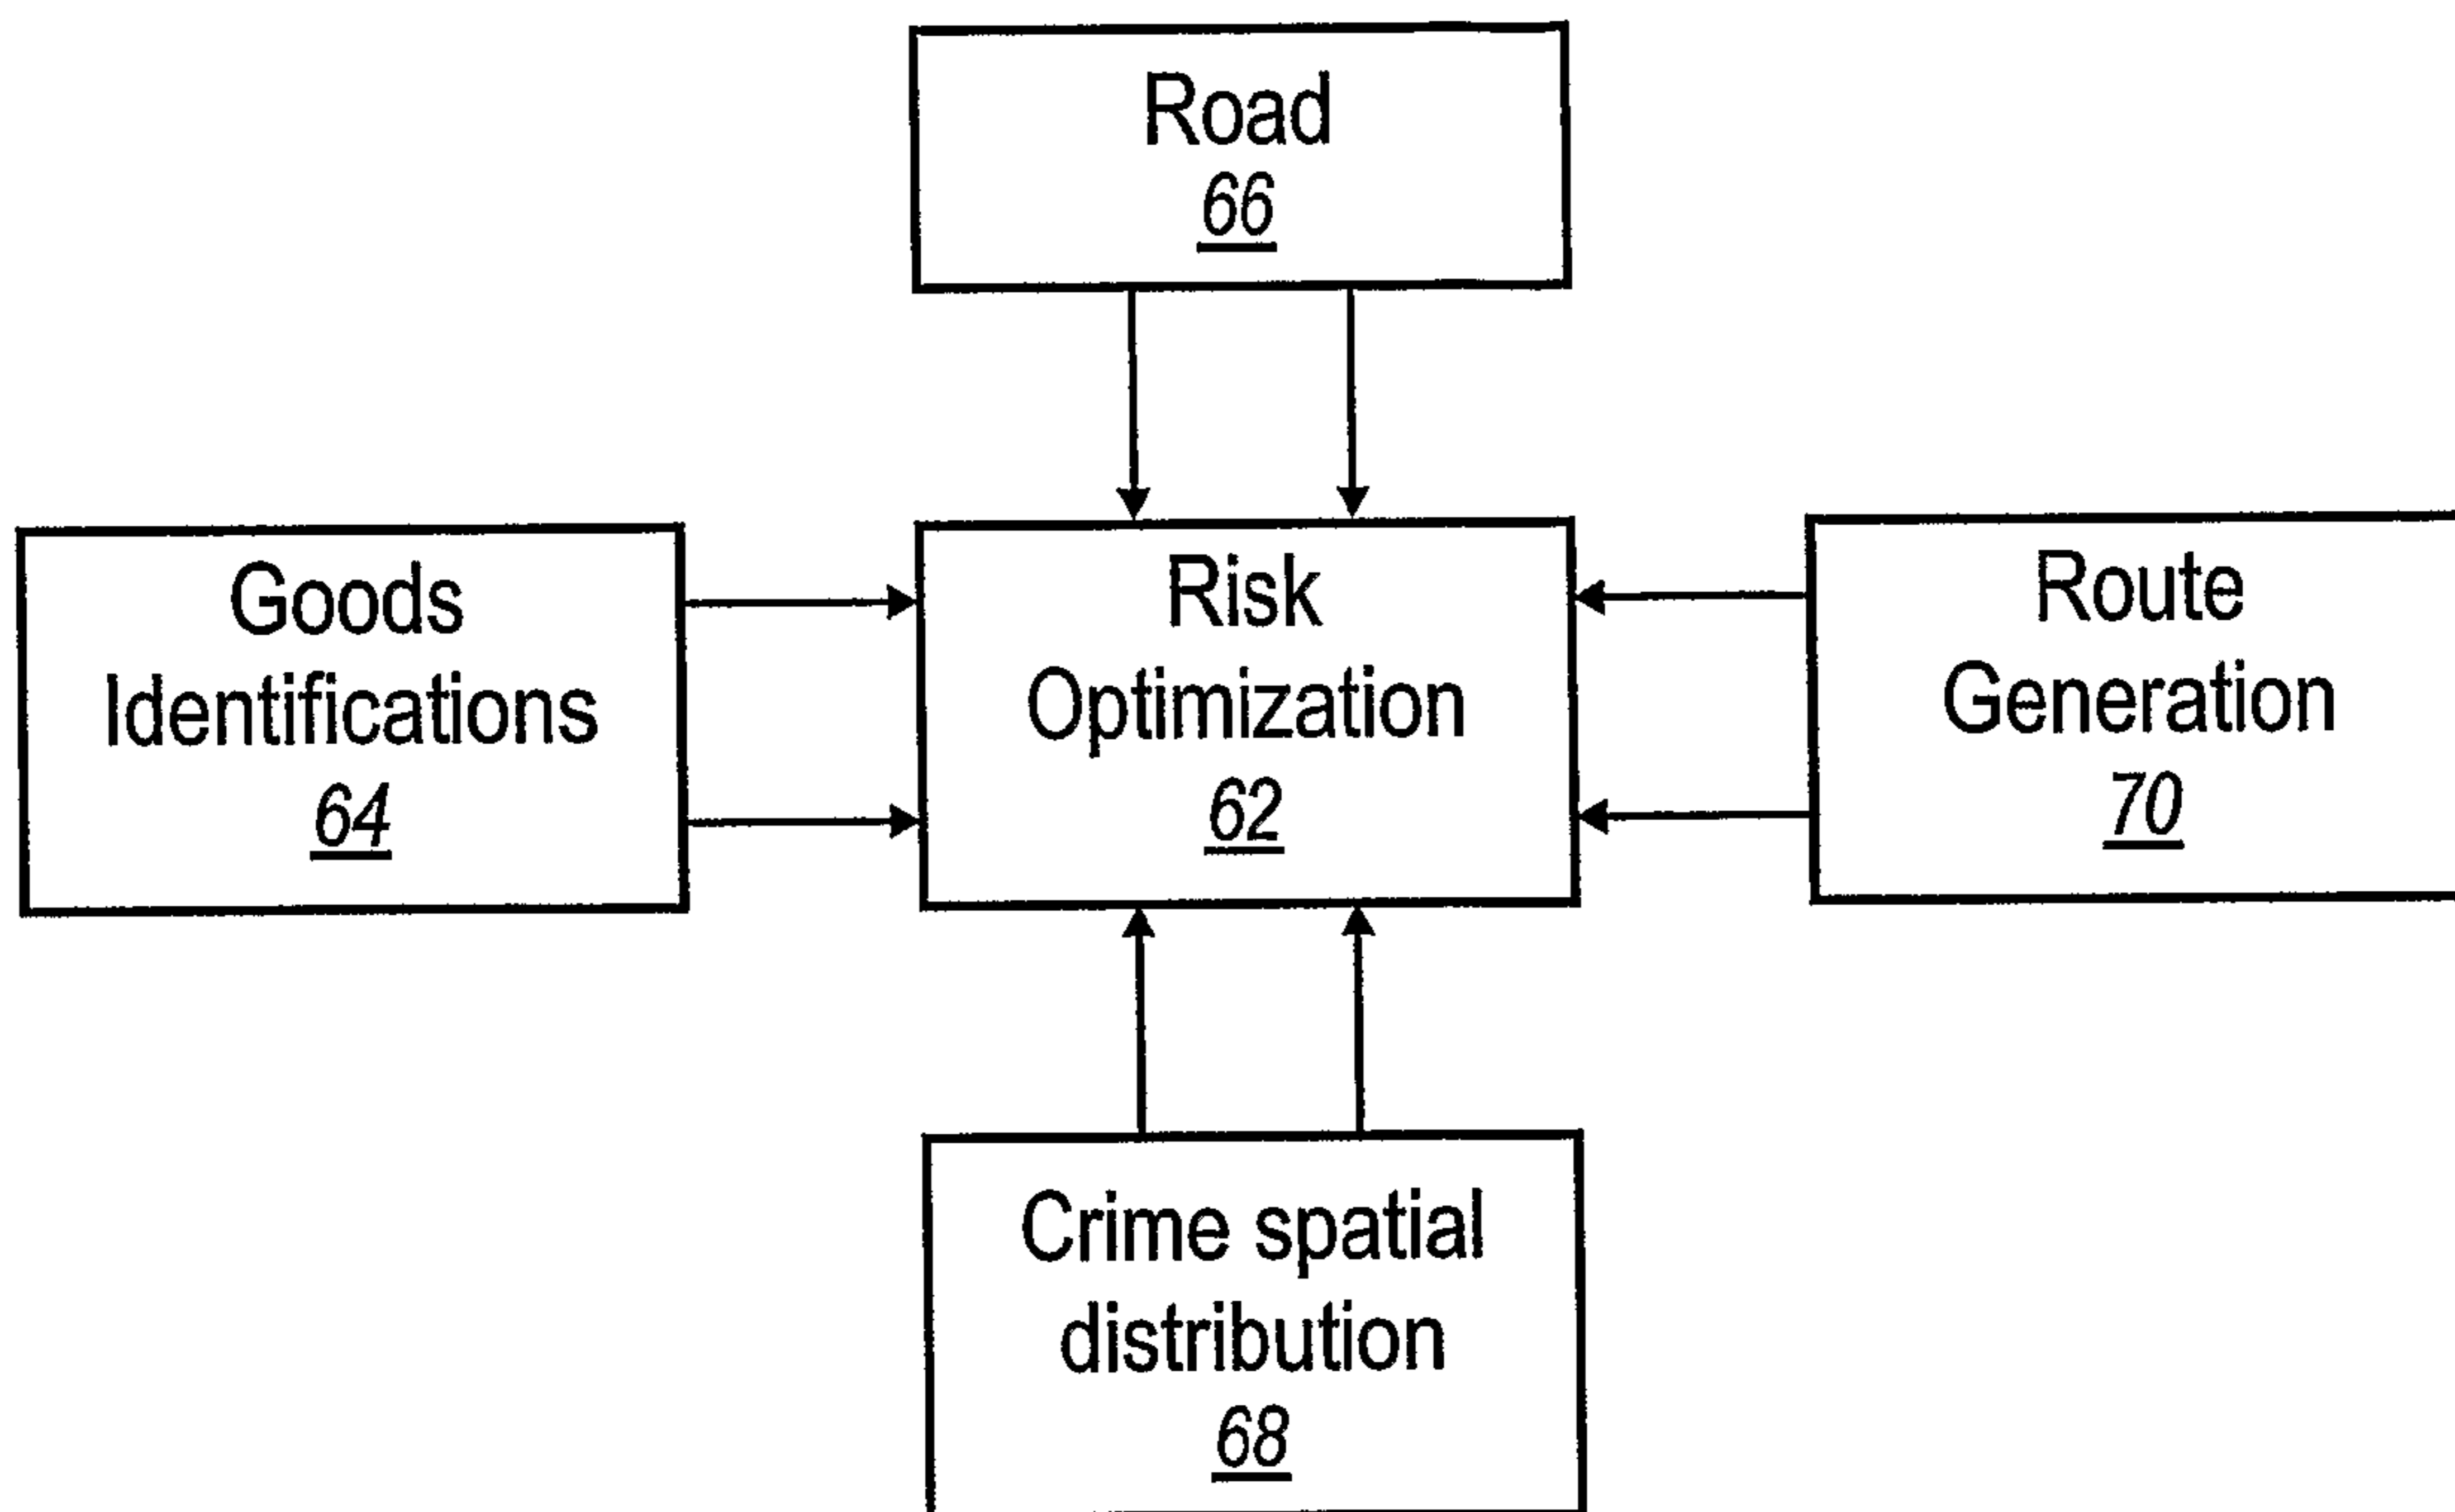 Road
66
Goods
Identifications
64
Risk
Optimization
62
Route
Generation
70
Crime spatial
distribution
68